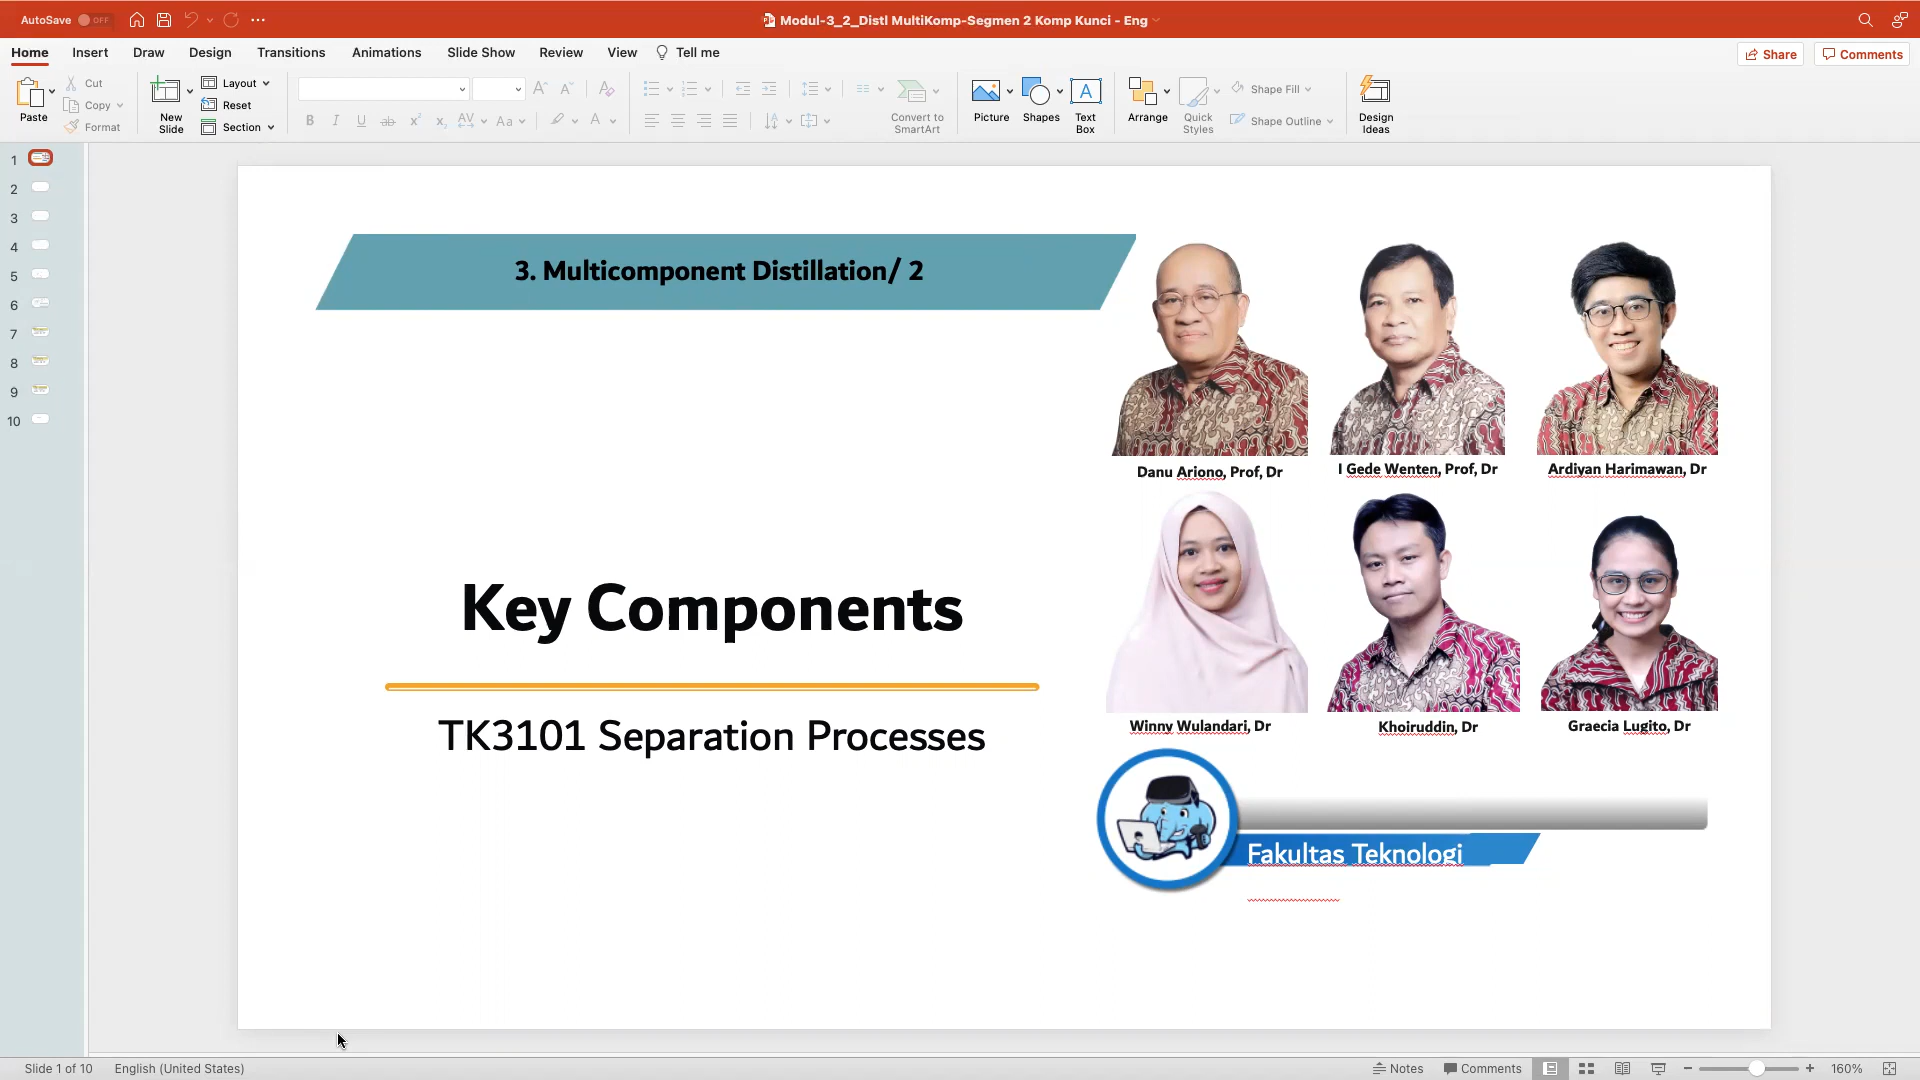 AutoSave OFF
Modul-3_2_Distl MultiKomp-Segmen 2 Komp Kunci - Eng
Home Insert Draw Design Transitions Animations Slide Show Review View Tell me
Share Comments
Paste
Cut
Copy
Format
New Slide
Layout
Reset
Section
B I U ab x² x₂ AV Aa A
Convert to SmartArt
Picture
Shapes
Text Box
Arrange
Quick Styles
Shape Fill
Shape Outline
Design Ideas
1
2
3
4
5
6
7
8
9
10
3. Multicomponent Distillation/ 2
Danu Ariono, Prof, Dr
I Gede Wenten, Prof, Dr
Ardiyan Harimawan, Dr
Key Components
TK3101 Separation Processes
Winny Wulandari, Dr
Khoiruddin, Dr
Graecia Lugito, Dr
Fakultas Teknologi
Slide 1 of 10 English (United States)
Notes Comments 160%